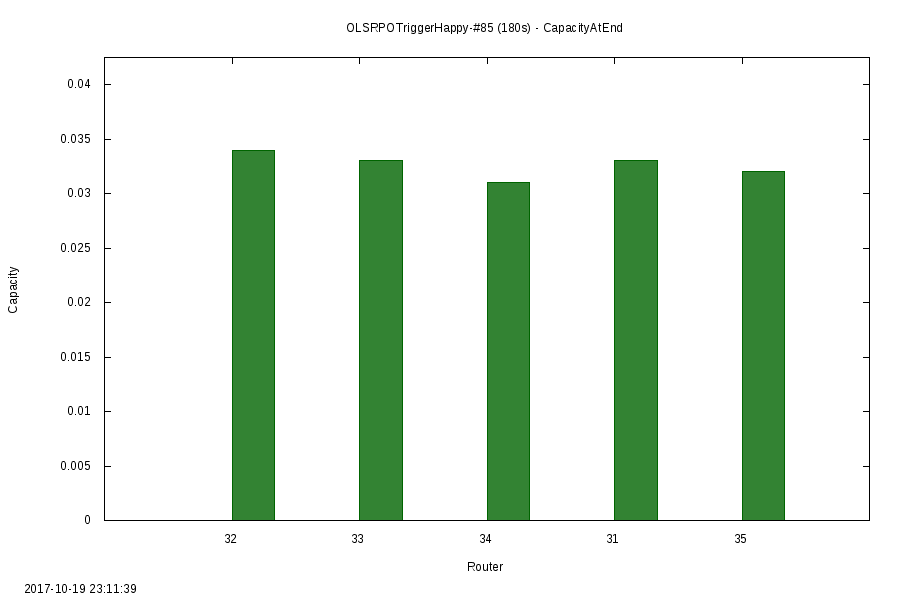 OLSRPOTriggerHappy-#85 (180s) - CapacityAtEnd
0.04
0.035
0.03
0.025
0.02
0.015
0.01
0.005
0
Capacity
32 33 34 31 35
Router
2017-10-19 23:11:39